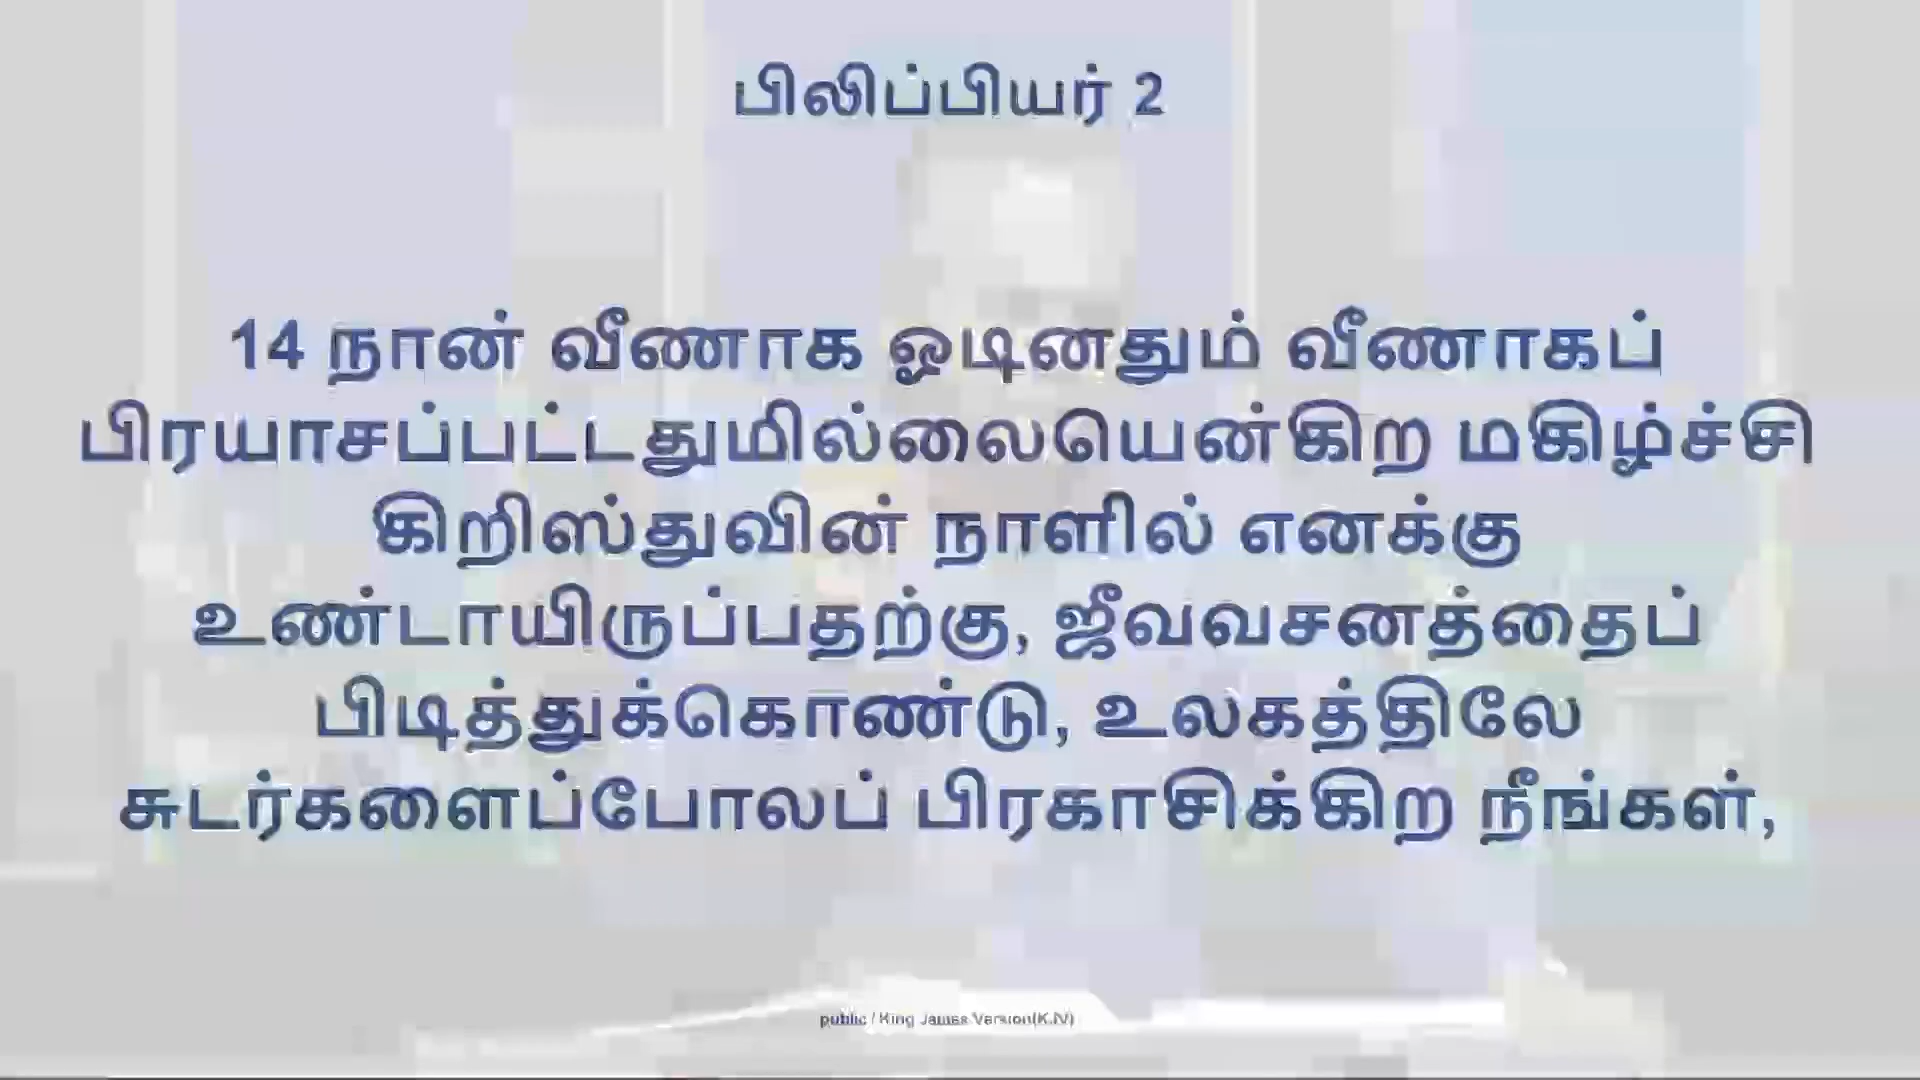 பிலிப்பியர் 2
14 நான் வீணாக ஓடினதும் வீணாகப்
பிரயாசப்பட்டதுமில்லையென்கிற மகிழ்ச்சி
கிறிஸ்துவின் நாளில் எனக்கு
உண்டாயிருப்பதற்கு, ஜீவவசனத்தைப்
பிடித்துக்கொண்டு, உலகத்திலே
சுடர்களைப்போலப் பிரகாசிக்கிற நீங்கள்,
public / King James Version(KJV)